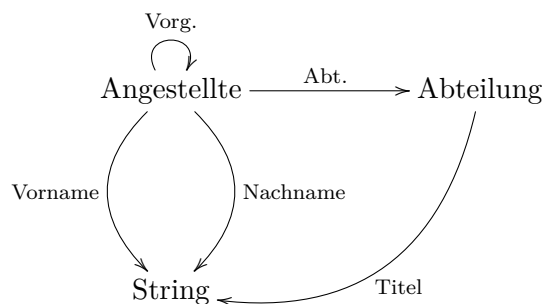 Vorg.
Angestellte
Abt.
Abteilung
Vorname
Nachname
String
Titel